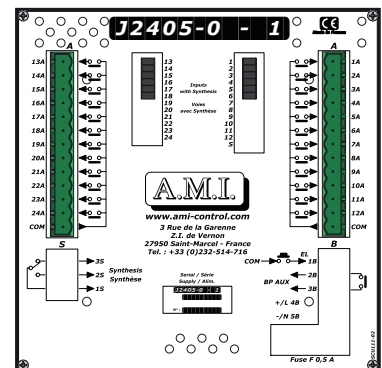 J2405-0 - 1
CE
Made in France
A
A
13A
14A
15A
16A
17A
18A
19A
20A
21A
22A
23A
24A
COM
13
14
15
16
17
18
19
20
21
22
23
24
Inputs
with Synthesis
Voies
avec Synthèse
1
2
3
4
5
6
7
8
9
10
11
12
S
1A
2A
3A
4A
5A
6A
7A
8A
9A
10A
11A
12A
COM
A.M.I.
www.ami-control.com
3 Rue de la Garenne
Z.I. de Vernon
27950 Saint-Marcel - France
Tel. : +33 (0)232-514-716
S
3S
2S
1S
Synthesis
Synthèse
Serial / Série
Supply / Alim.
J2405-0 - 1
N° :
B
COM
EL
1B
2B
BP AUX
3B
+/L 4B
-/N 5B
Fuse F 0,5 A
SCU111-02